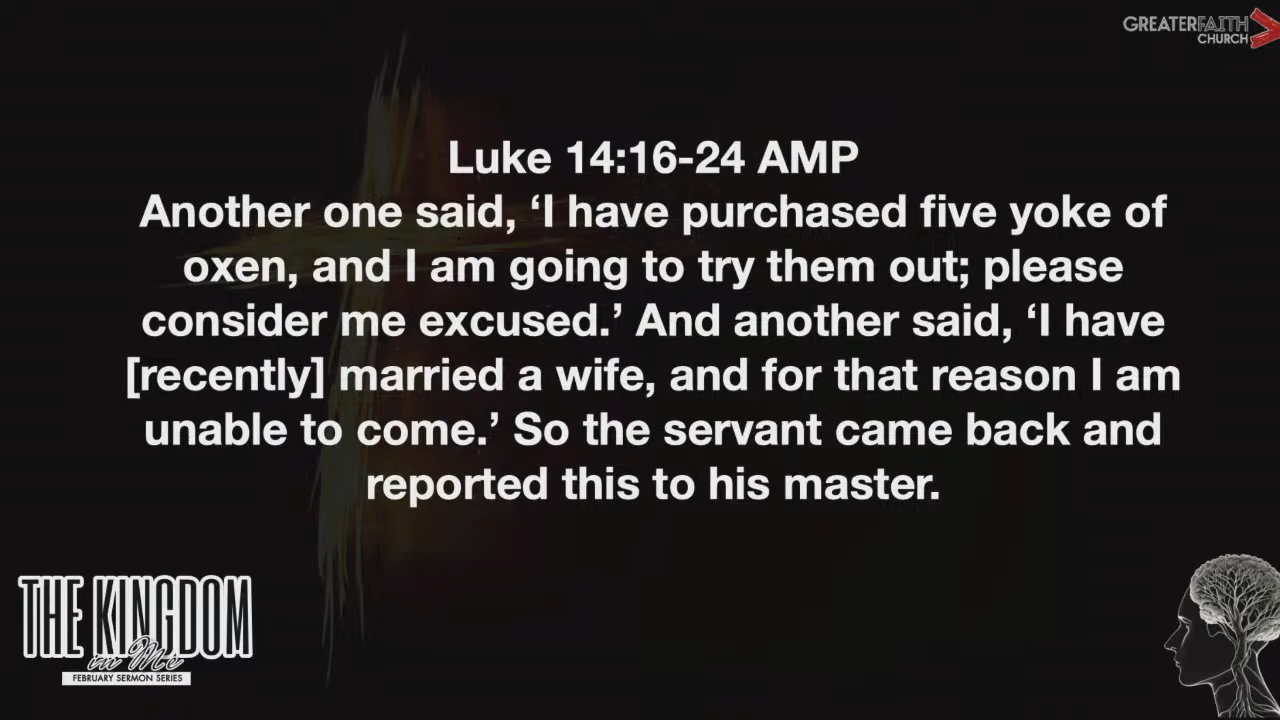 GREATERFAITH
CHURCH
Luke 14:16-24 AMP
Another one said, ‘I have purchased five yoke of
oxen, and I am going to try them out; please
consider me excused.’ And another said, ‘I have
[recently] married a wife, and for that reason I am
unable to come.’ So the servant came back and
reported this to his master.
THE KINGDOM
in Me
FEBRUARY SERMON SERIES